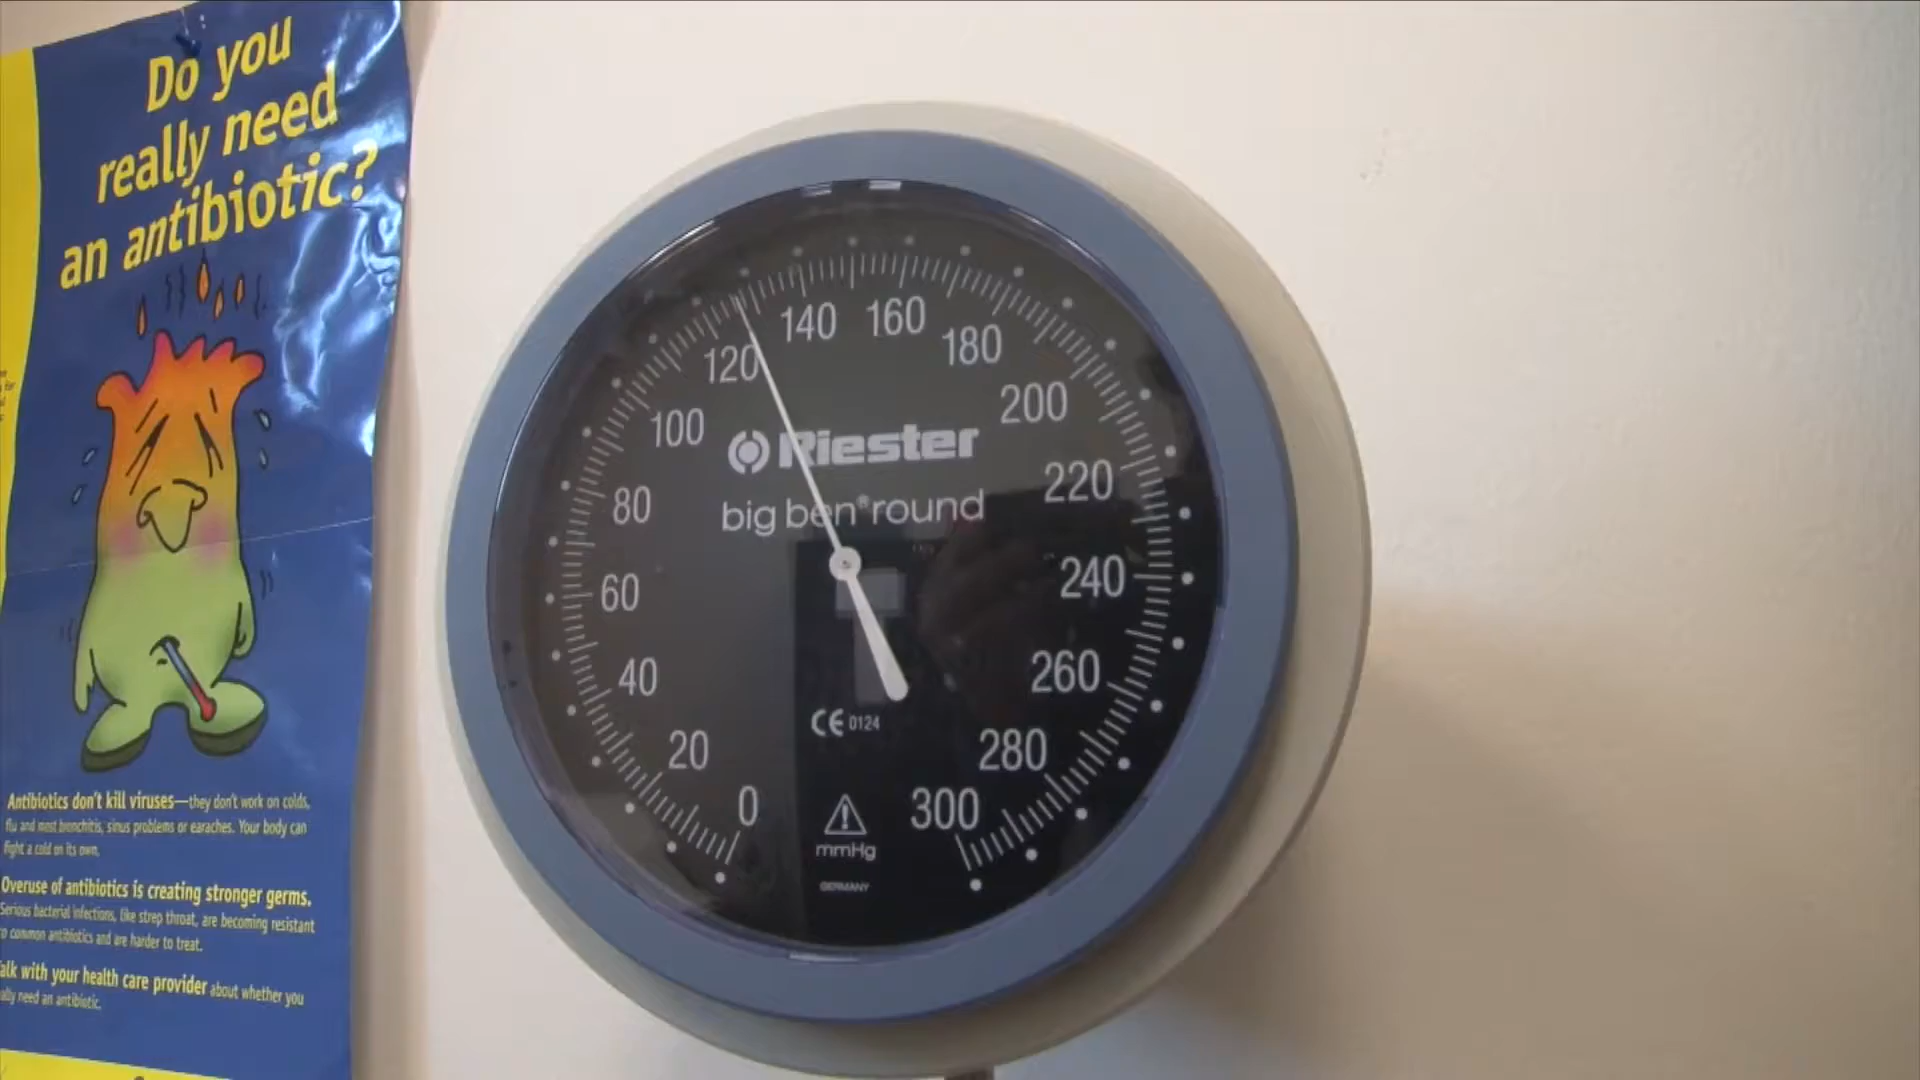 Do you
really need
an antibiotic?
Antibiotics don't kill viruses—they don't work on colds,
flu and most bronchitis, sinus problems or earaches. Your body can
fight a cold on its own.
Overuse of antibiotics is creating stronger germs.
Serious bacterial infections, like strep throat, are becoming resistant
to common antibiotics and are harder to treat.
Talk with your health care provider about whether you
really need an antibiotic.
0
20
40
60
80
100
120
140
160
180
200
220
240
260
280
300
Riester
big ben® round
CE 0124
mmHg
GERMANY